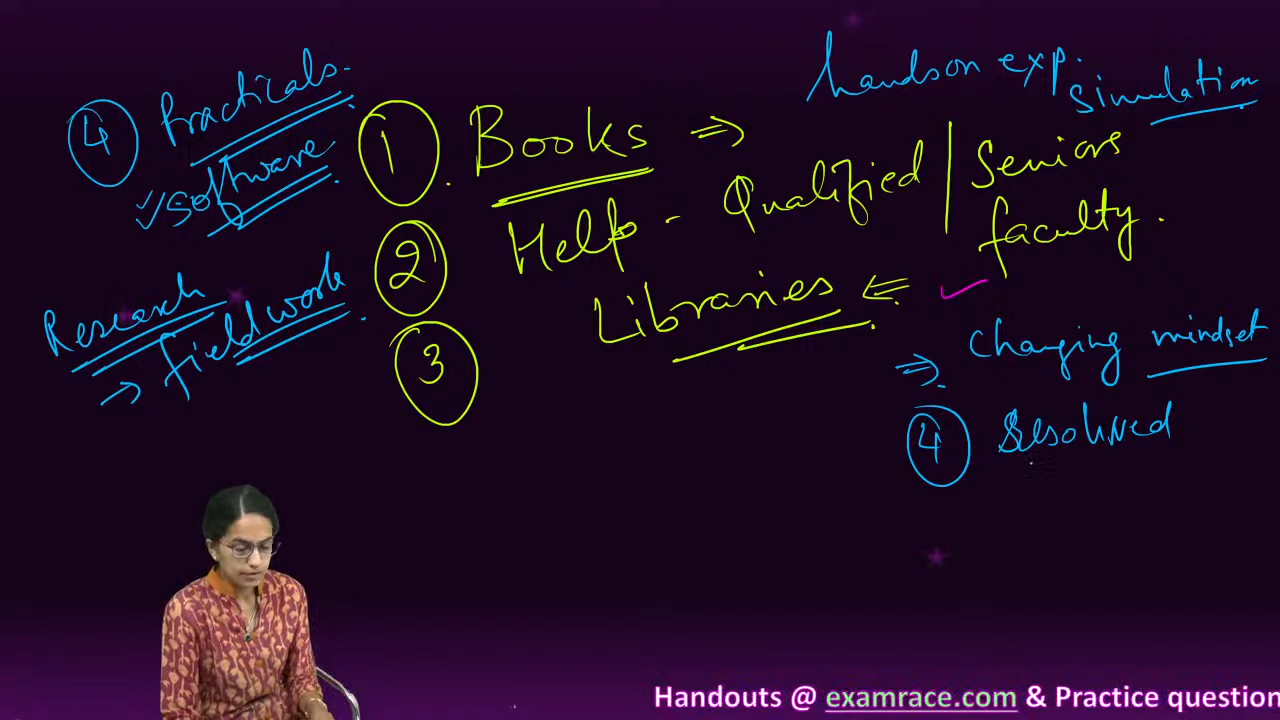 4 Practicals.
software
Research
→ fieldwork
1. Books ⇒
2 Help - Qualified / Seniors
faculty.
3 Libraries ⇐
handson exp.
simulation
⇒ Changing mindset
4 Resolved
Handouts @ examrace.com & Practice question